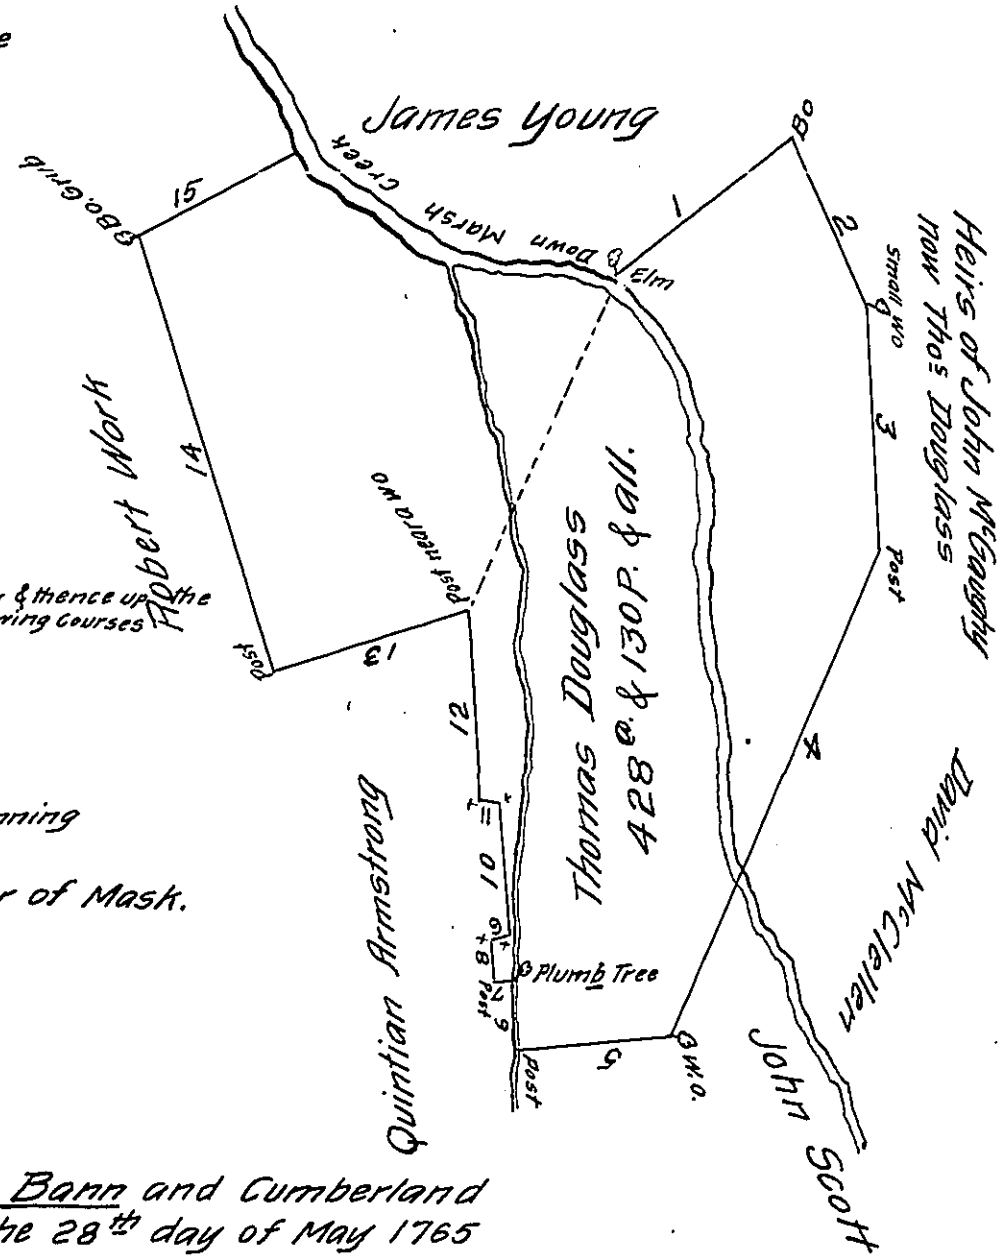 James Young
Bo
1
2
Heirs of John McGaughy
now Thos Douglass
Small wo
3
Post
15
Bo. Grub
Down Marsh Creek
Elm
14
Robert Work
Post near a wo
& thence up the
Courses
Post
13
12
4
David McClellen
Thomas Douglass
428 a. & 130 P. & all.
11
10
nning
r of Mask.
Quintian Armstrong
8
Plumb Tree
7
Post
Post
5
W.O.
John Scott
Bann and Cumberland
he 28th day of May 1765